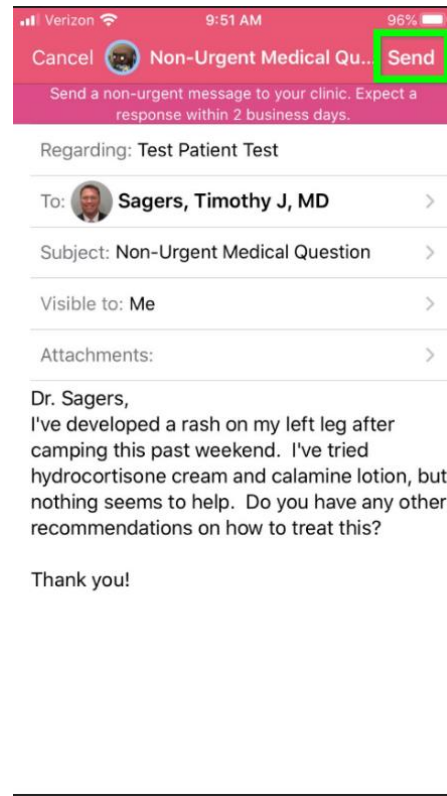 Verizon 9:51 AM 96%
Cancel Non-Urgent Medical Qu... Send
Send a non-urgent message to your clinic. Expect a
response within 2 business days.
Regarding: Test Patient Test
To: Sagers, Timothy J, MD
Subject: Non-Urgent Medical Question
Visible to: Me
Attachments:
Dr. Sagers,
I've developed a rash on my left leg after
camping this past weekend.  I've tried
hydrocortisone cream and calamine lotion, but
nothing seems to help.  Do you have any other
recommendations on how to treat this?
Thank you!